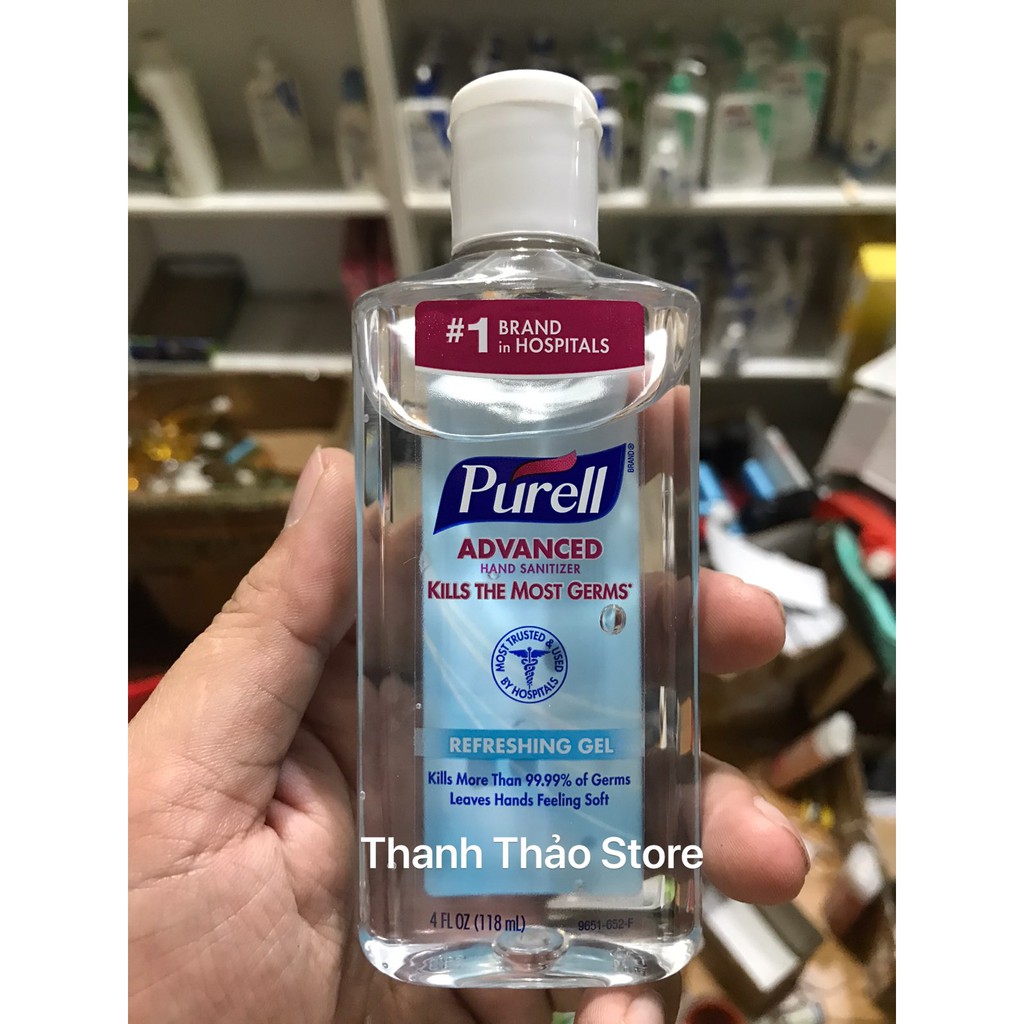 #1 BRAND
in HOSPITALS
Purell
BRAND®
ADVANCED
HAND SANITIZER
KILLS THE MOST GERMS*
MOST TRUSTED & USED
BY HOSPITALS
REFRESHING GEL
Kills More Than 99.99% of Germs
Leaves Hands Feeling Soft
Thanh Thảo Store
4 FL OZ (118 mL)
9651-052-F